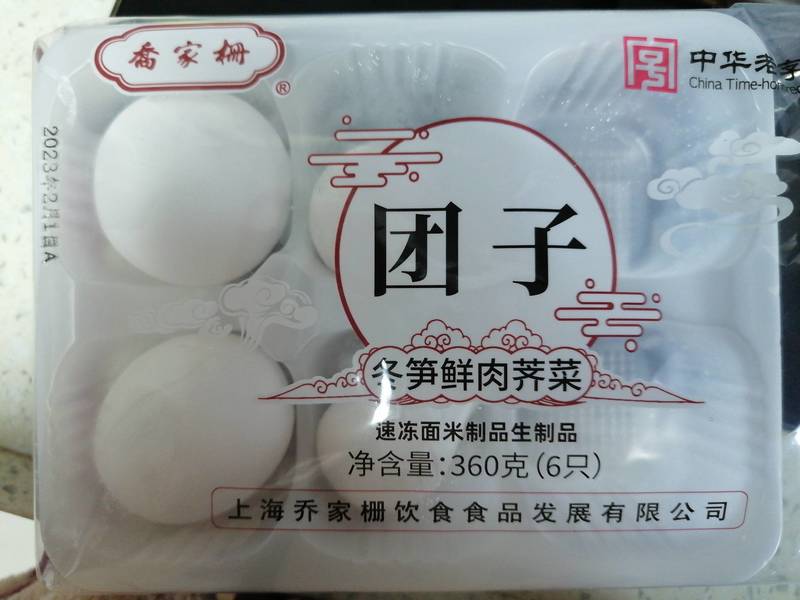 喬家栅
®
中华老字
China Time-honored
2023年2月1日A
团子
冬笋鲜肉荠菜
速冻面米制品生制品
净含量:360克(6只)
上海乔家栅饮食食品发展有限公司